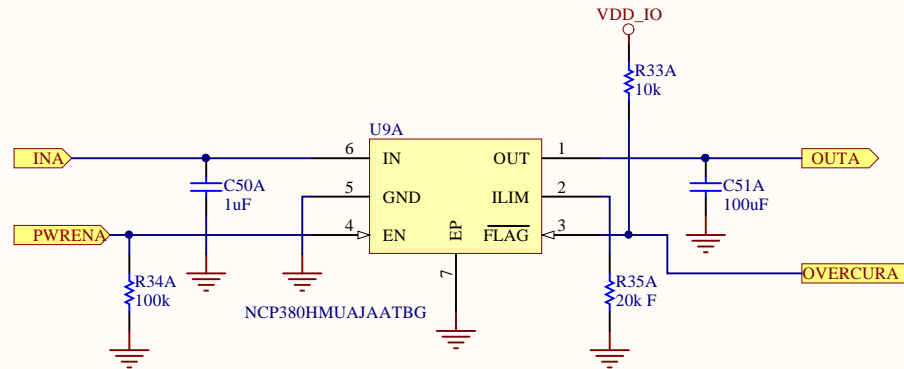 VDD_IO
R33A
10k
U9A
INA
6
IN
OUT
1
OUTA
C50A
1uF
5
GND
ILIM
2
C51A
100uF
PWRENA
4
EN
EP
FLAG
3
7
R34A
100k
R35A
20k F
OVERCURA
NCP380HMUAJAATBG